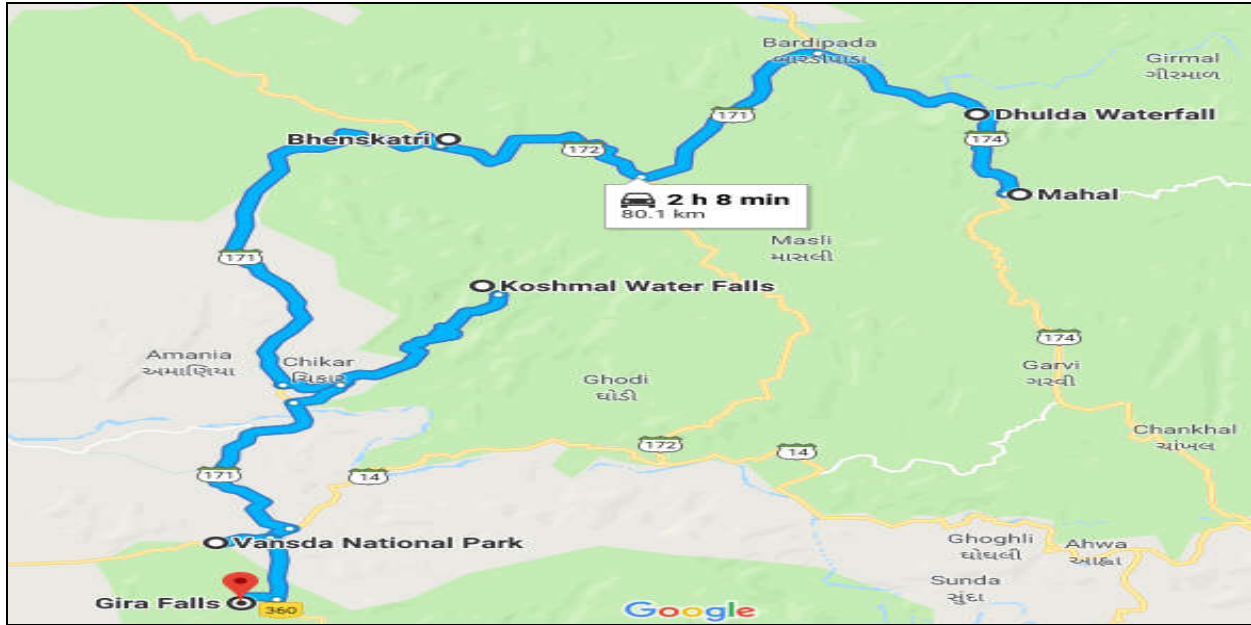 Bardipada
બારડીપાડા
Girmal
ગીરમાળ
171
Dhulda Waterfall
Bhenskatri
172
174
2 h 8 min
80.1 km
Mahal
Masli
માસલી
171
Koshmal Water Falls
174
Amania
અમાણિયા
Chikar
ચિકાર
Ghodi
ઘોડી
Garvi
ગરવી
Chankhal
ચાંખલ
172
14
171
14
Vansda National Park
Ghoghli
ઘોઘલી
Ahwa
આહ્વા
Sunda
સુંદા
Gira Falls
360
Google